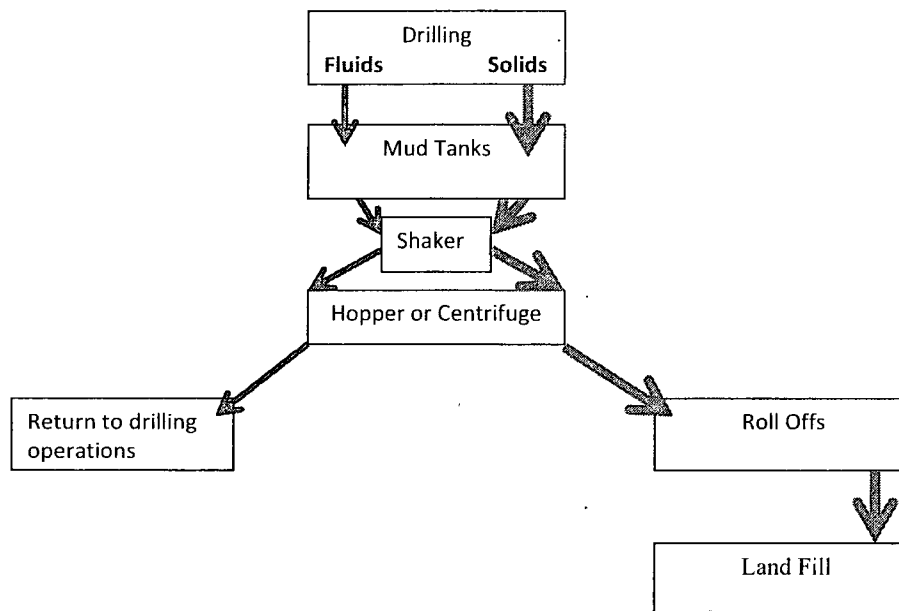 Drilling
Fluids Solids
Mud Tanks
Shaker
Hopper or Centrifuge
Return to drilling
operations
Roll Offs
Land Fill